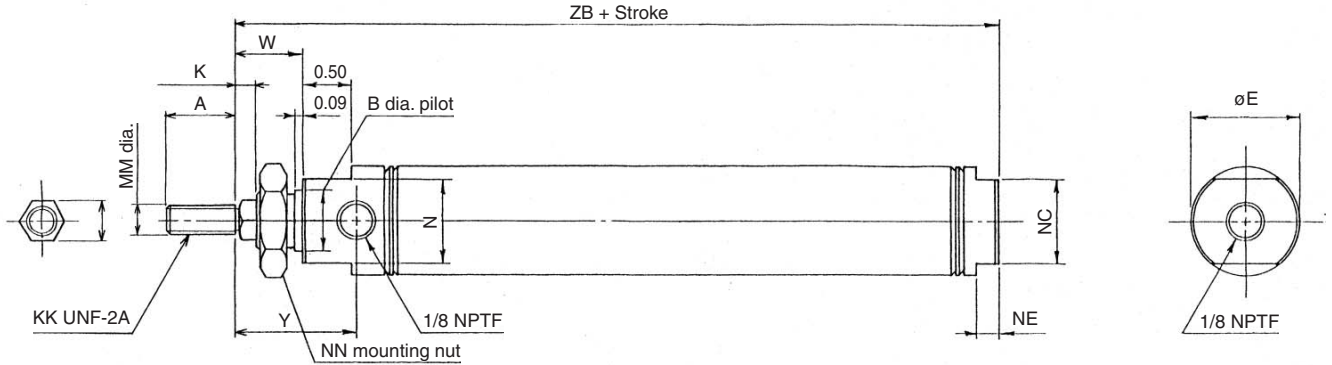 ZB + Stroke
W
K
0.50
A
0.09
B dia. pilot
MM dia.
øE
N
NC
KK UNF-2A
Y
1/8 NPTF
NE
1/8 NPTF
NN mounting nut